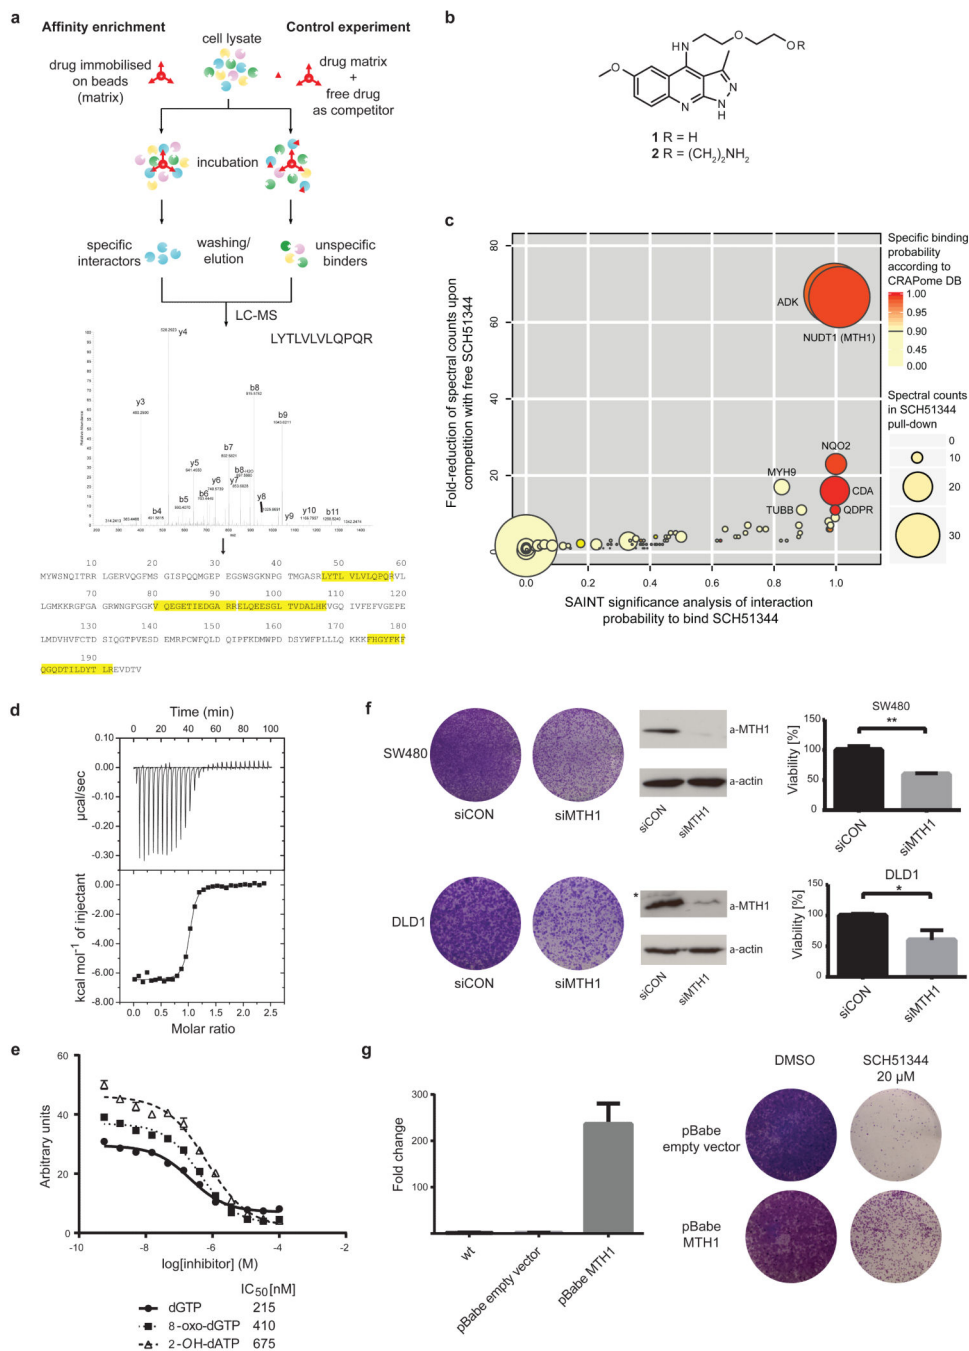 a
Affinity enrichment
cell lysate
Control experiment
drug immobilised
on beads
(matrix)
drug matrix
+
free drug
as competitor
incubation
specific
interactors
washing/
elution
unspecific
binders
LC-MS
LYTLVLVLQPQR
y4
y3
b8
b9
b7
y5
b8
y6
y7
b5
b6
y8
y9
y10
b11
b4
10 20 30 40 50 60
MYWSNQITRR LGERVQGFMS GISPQQMGEP EGSWSGKNPG TMGASRLYTL VLVLQPQRVL
70 80 90 100 110 120
LGMKKRGFGA GRWNGFGGKV QEGETIEDGA RRELQEESGL TVDALHKVGQ IVFEFVGEPE
130 140 150 160 170 180
LMDVHVFCTD SIQGTPVESD EMRPCWFQLD QIPFKDMWPD DSYWFPLLLQ KKKFHGYFKF
190
QGQDTILDYT LREVDTV
b
HN
O
O
OR
O
N
N
N
H
1 R = H
2 R = (CH2)2NH2
c
Fold-reduction of spectral counts upon
competition with free SCH51344
80
60
40
20
0
ADK
NUDT1 (MTH1)
NQO2
MYH9
CDA
TUBB
QDPR
0.0 0.2 0.4 0.6 0.8 1.0
SAINT significance analysis of interaction
probability to bind SCH51344
Specific binding
probability
according to
CRAPome DB
1.00
0.95
0.90
0.45
0.00
Spectral counts
in SCH51344
pull-down
0
10
20
30
d
Time (min)
0 20 40 60 80 100
0.10
0.00
-0.10
-0.20
-0.30
µcal/sec
0.00
-2.00
-4.00
-6.00
-8.00
kcal mol-1 of injectant
0.0 0.5 1.0 1.5 2.0 2.5
Molar ratio
e
Arbitrary units
60
40
20
0
-10 -8 -6 -4 -2
log[inhibitor] (M)
IC50[nM]
dGTP 215
8-oxo-dGTP 410
2-OH-dATP 675
f
SW480
siCON
siMTH1
a-MTH1
a-actin
siCON
siMTH1
SW480
**
Viability [%]
150
100
50
0
siCON
siMTH1
DLD1
siCON
siMTH1
*
a-MTH1
a-actin
siCON
siMTH1
DLD1
*
Viability [%]
150
100
50
0
siCON
siMTH1
g
Fold change
300
200
100
wt
pBabe empty vector
pBabe MTH1
DMSO
SCH51344
20 µM
pBabe
empty vector
pBabe
MTH1